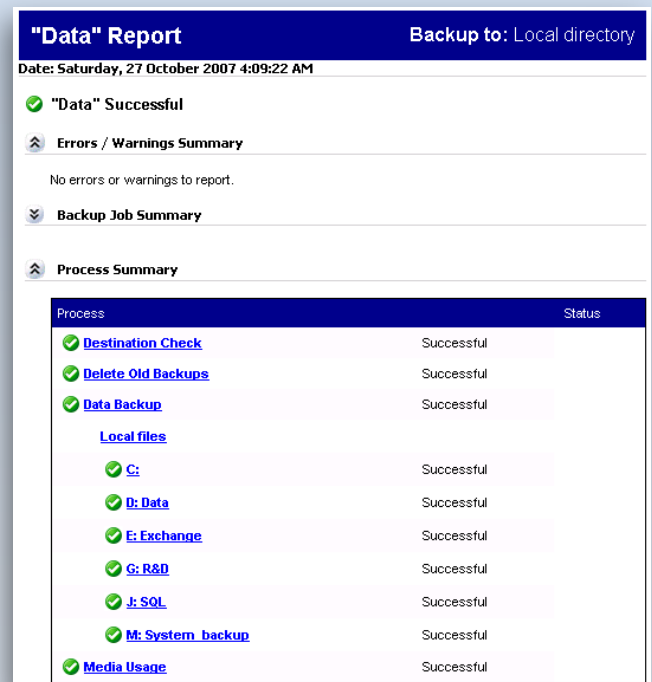 "Data" Report Backup to: Local directory
Date: Saturday, 27 October 2007 4:09:22 AM
"Data" Successful
Errors / Warnings Summary
No errors or warnings to report.
Backup Job Summary
Process Summary
Process Status
Destination Check Successful
Delete Old Backups Successful
Data Backup Successful
Local files
C: Successful
D: Data Successful
E: Exchange Successful
G: R&D Successful
J: SQL Successful
M: System_backup Successful
Media Usage Successful